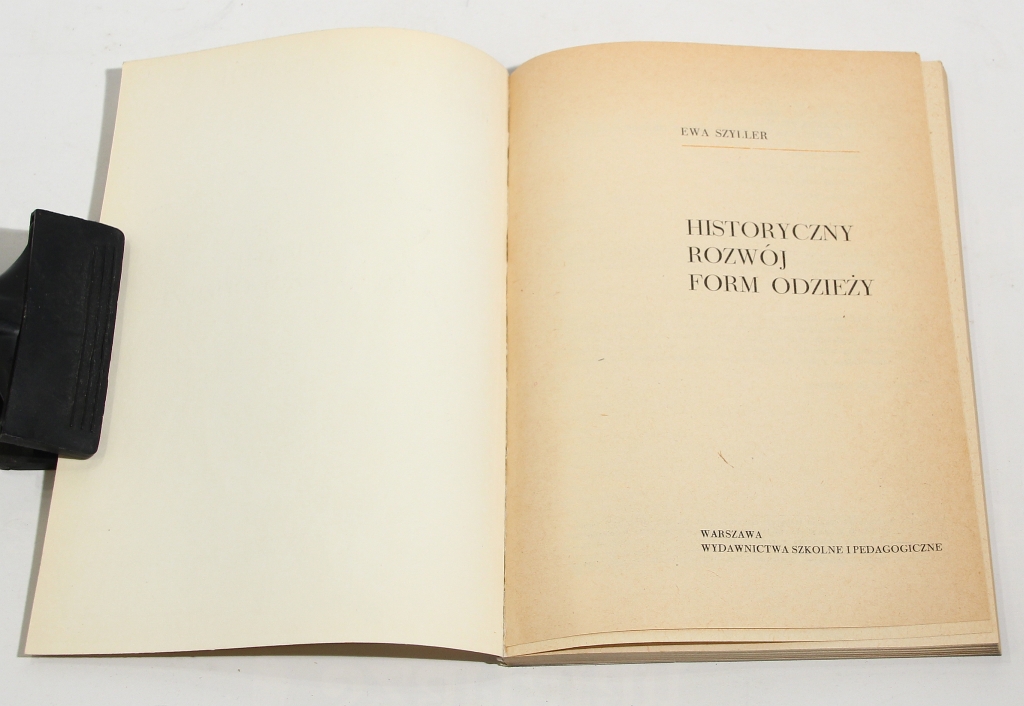 EWA SZYLLER
HISTORYCZNY
ROZWÓJ
FORM ODZIEŻY
WARSZAWA
WYDAWNICTWA SZKOLNE I PEDAGOGICZNE